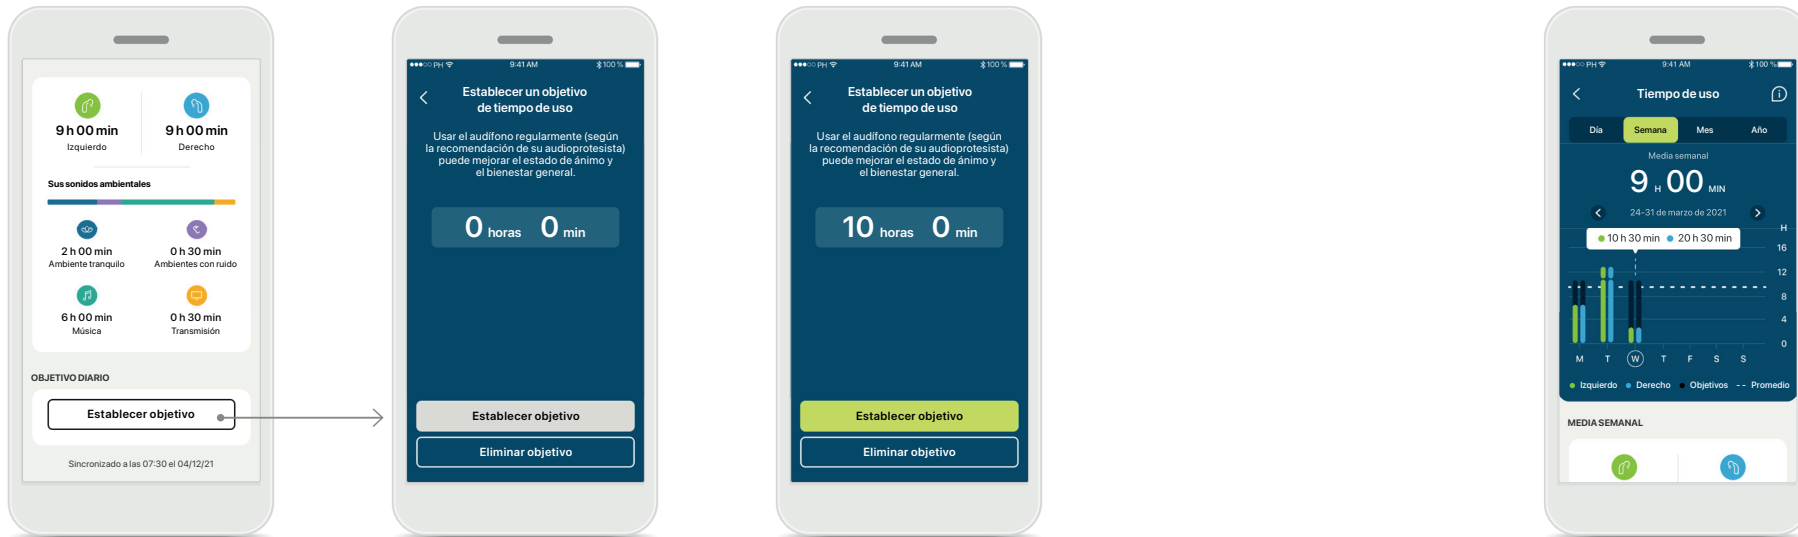 9 h 00 min
Izquierdo
9 h 00 min
Derecho
Sus sonidos ambientales
2 h 00 min
Ambiente tranquilo
0 h 30 min
Ambientes con ruido
6 h 00 min
Música
0 h 30 min
Transmisión
OBJETIVO DIARIO
Establecer objetivo
Sincronizado a las 07:30 el 04/12/21
PH 9:41 AM 100 %
Establecer un objetivo
de tiempo de uso
Usar el audífono regularmente (según
la recomendación de su audioprotesista)
puede mejorar el estado de ánimo y
el bienestar general.
0 horas 0 min
Establecer objetivo
Eliminar objetivo
PH 9:41 AM 100 %
Establecer un objetivo
de tiempo de uso
Usar el audífono regularmente (según
la recomendación de su audioprotesista)
puede mejorar el estado de ánimo y
el bienestar general.
10 horas 0 min
Establecer objetivo
Eliminar objetivo
PH 9:41 AM 100 %
Tiempo de uso
Día Semana Mes Año
Media semanal
9 H 00 MIN
24-31 de marzo de 2021
H
10 h 30 min 20 h 30 min
16
12
8
4
0
M T W T F S S
Izquierdo Derecho Objetivos -- Promedio
MEDIA SEMANAL